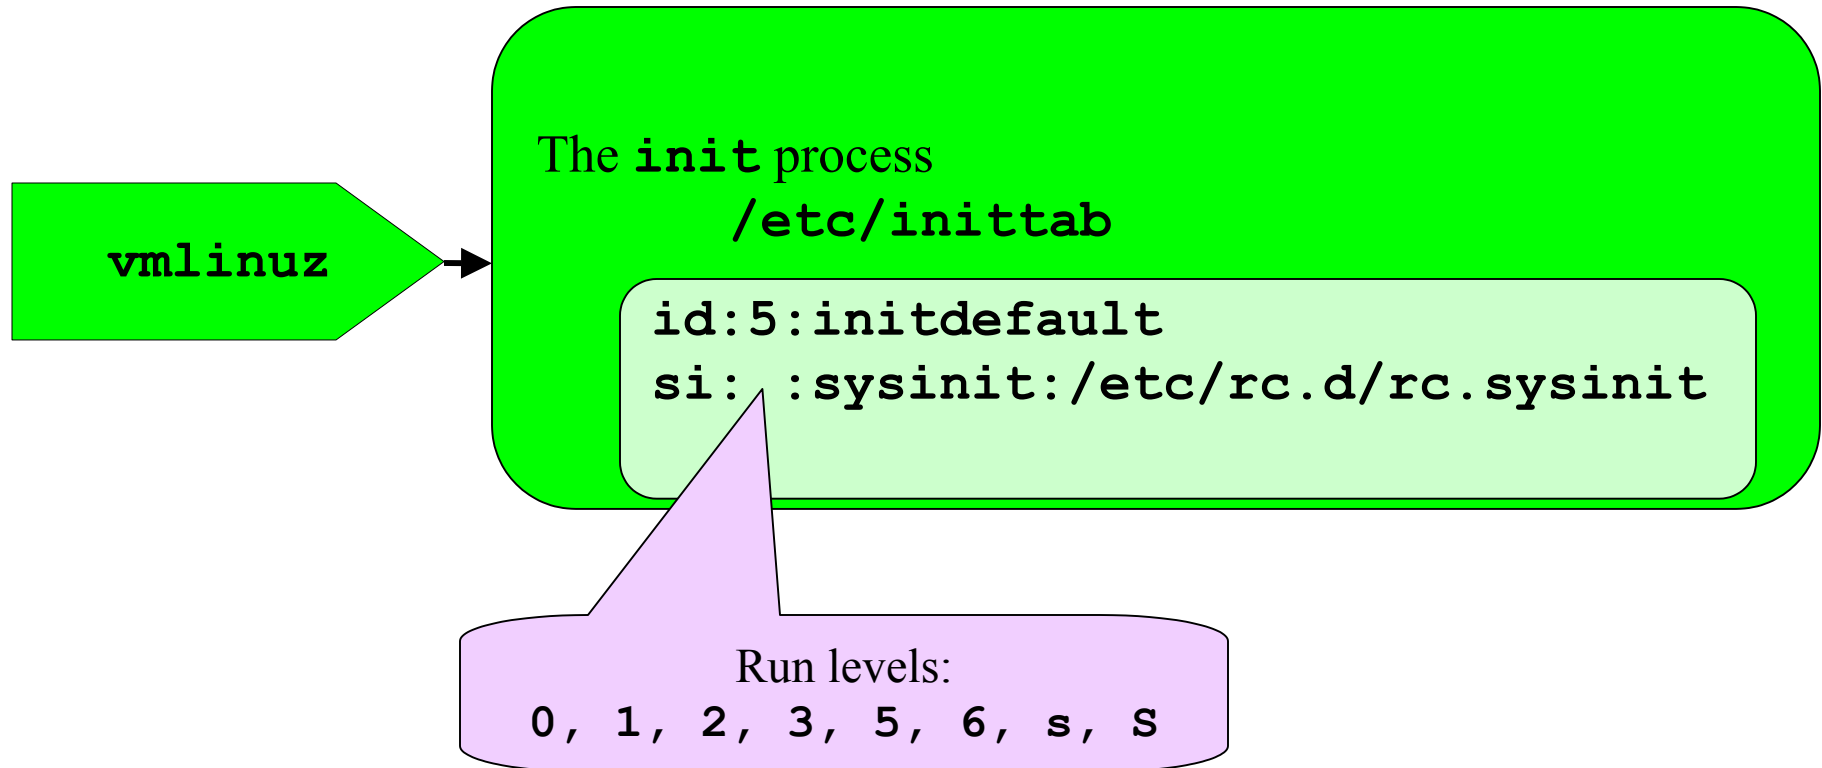 The init process
/etc/inittab
vmlinuz
id:5:initdefault
si: :sysinit:/etc/rc.d/rc.sysinit
Run levels:
0, 1, 2, 3, 5, 6, s, S